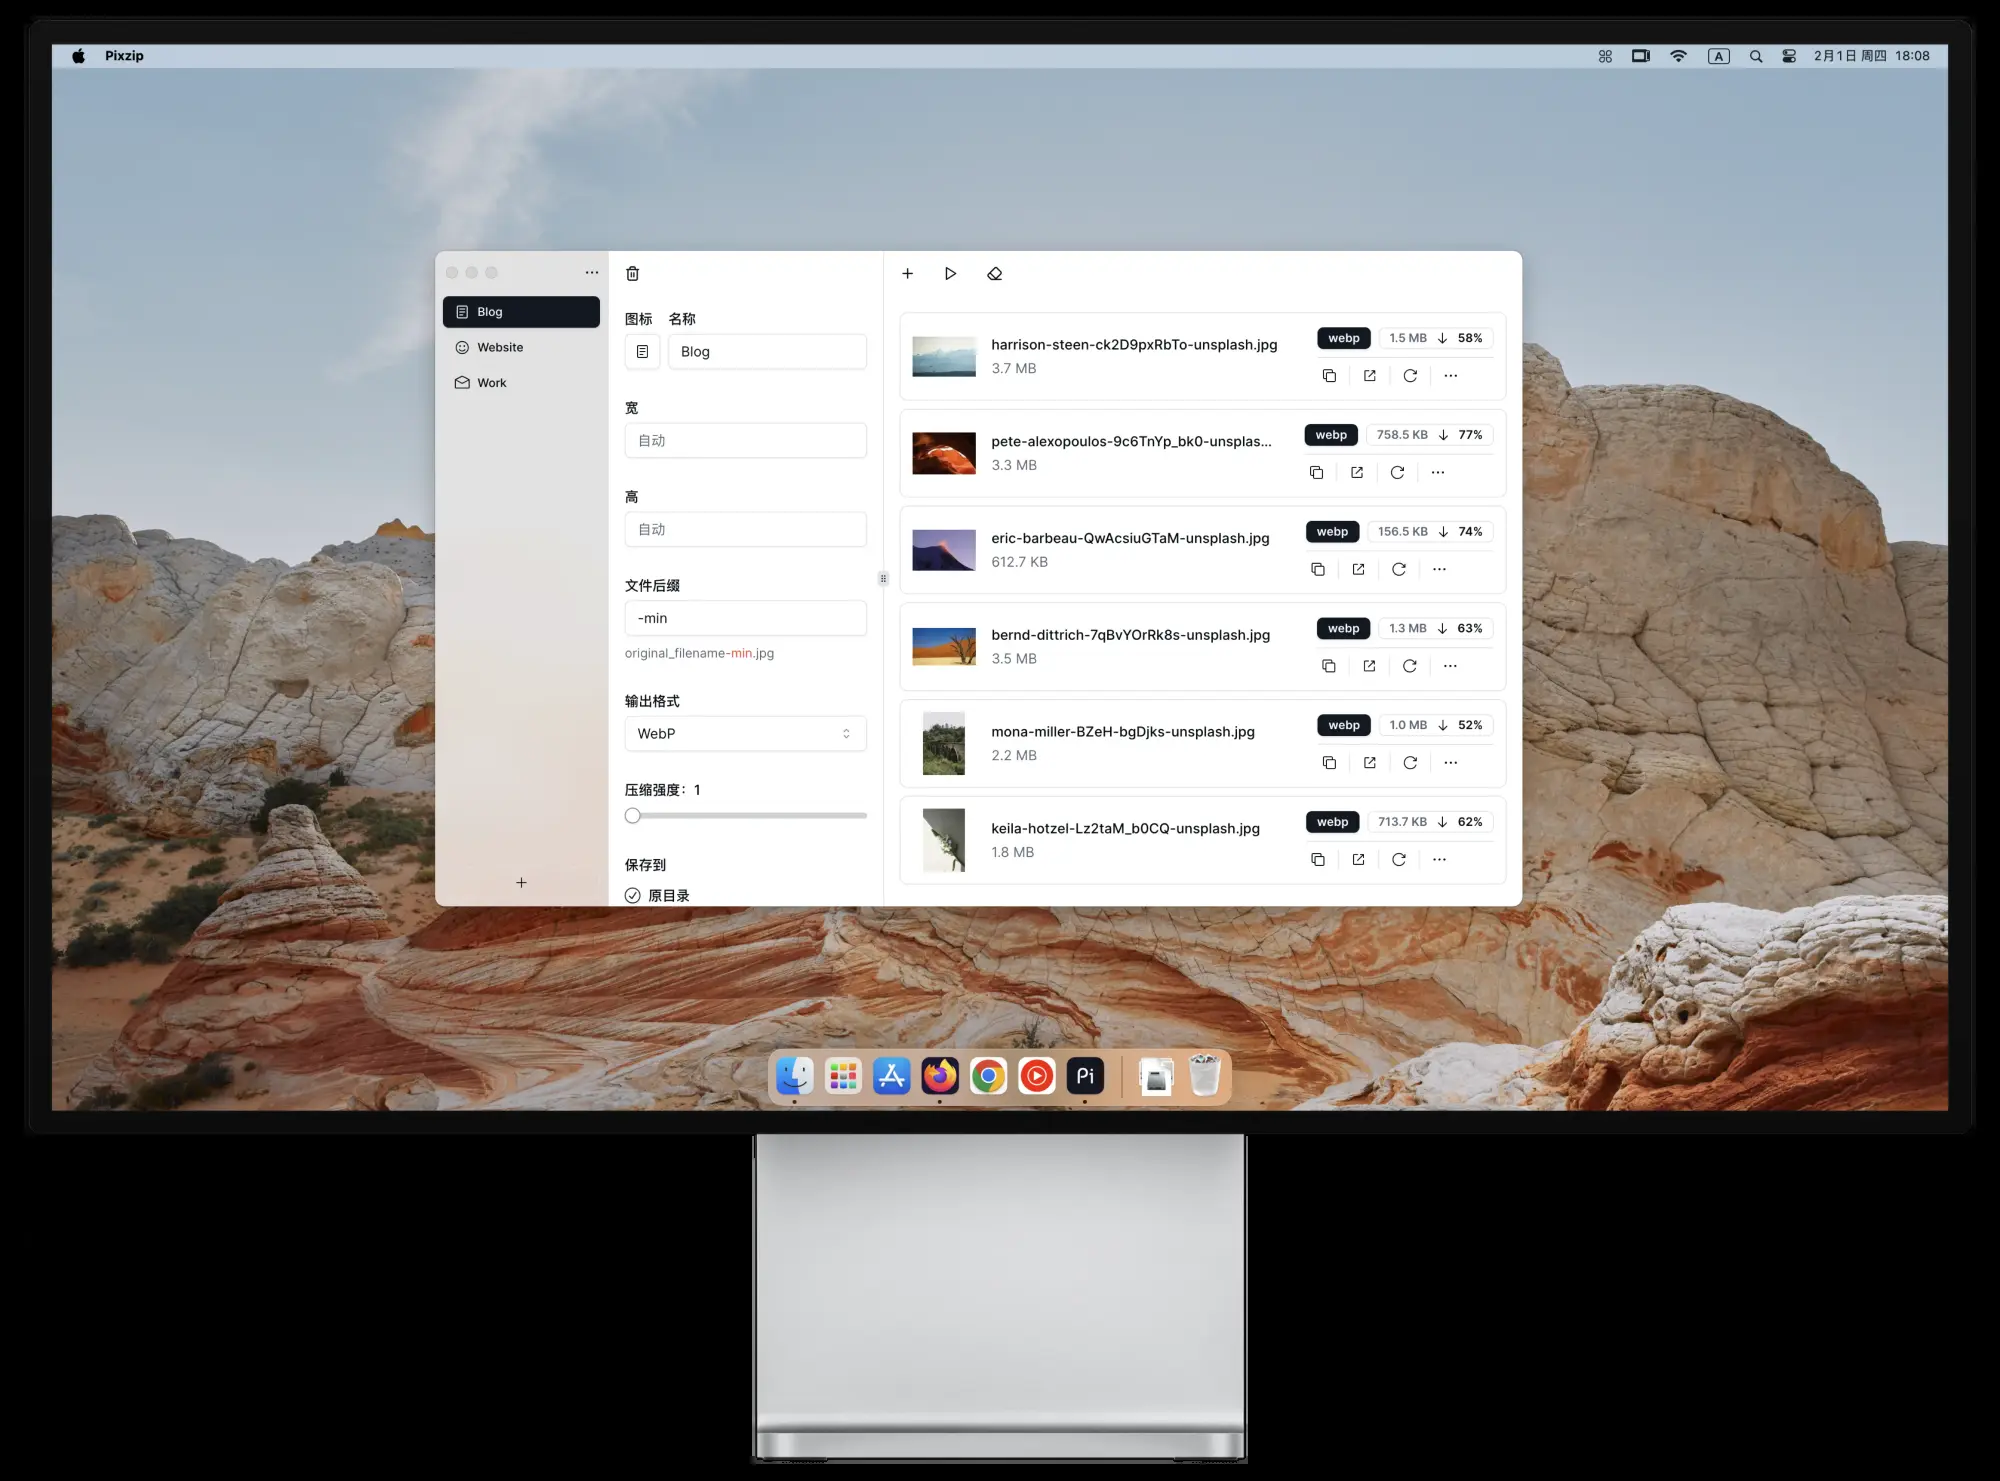 Pixzip
A
2月1日 周四 18:08
Blog
Website
Work
图标 名称
Blog
宽
自动
高
自动
文件后缀
-min
original_filename-min.jpg
输出格式
WebP
压缩强度：1
保存到
原目录
harrison-steen-ck2D9pxRbTo-unsplash.jpg
3.7 MB
webp 1.5 MB ↓ 58%
pete-alexopoulos-9c6TnYp_bk0-unsplas...
3.3 MB
webp 758.5 KB ↓ 77%
eric-barbeau-QwAcsiuGTaM-unsplash.jpg
612.7 KB
webp 156.5 KB ↓ 74%
bernd-dittrich-7qBvYOrRk8s-unsplash.jpg
3.5 MB
webp 1.3 MB ↓ 63%
mona-miller-BZeH-bgDjks-unsplash.jpg
2.2 MB
webp 1.0 MB ↓ 52%
keila-hotzel-Lz2taM_b0CQ-unsplash.jpg
1.8 MB
webp 713.7 KB ↓ 62%
Pi